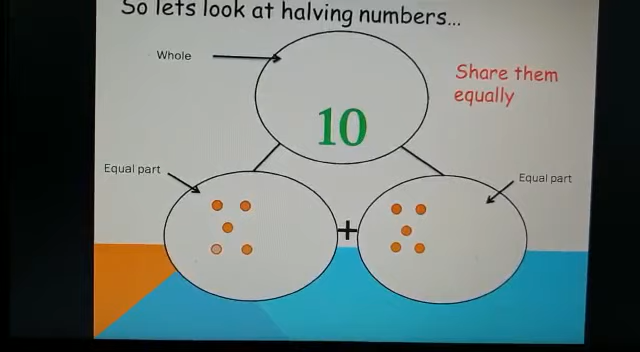 So lets look at halving numbers...
Whole
Share them
equally
10
Equal part
Equal part
+